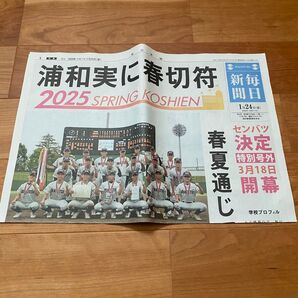 浦和実に春切符
2025 SPRING KOSHIEN
毎日新聞
1月24日
センバツ
決定
特別号外
3月18日
開幕
春夏通じ
学校プロフィル